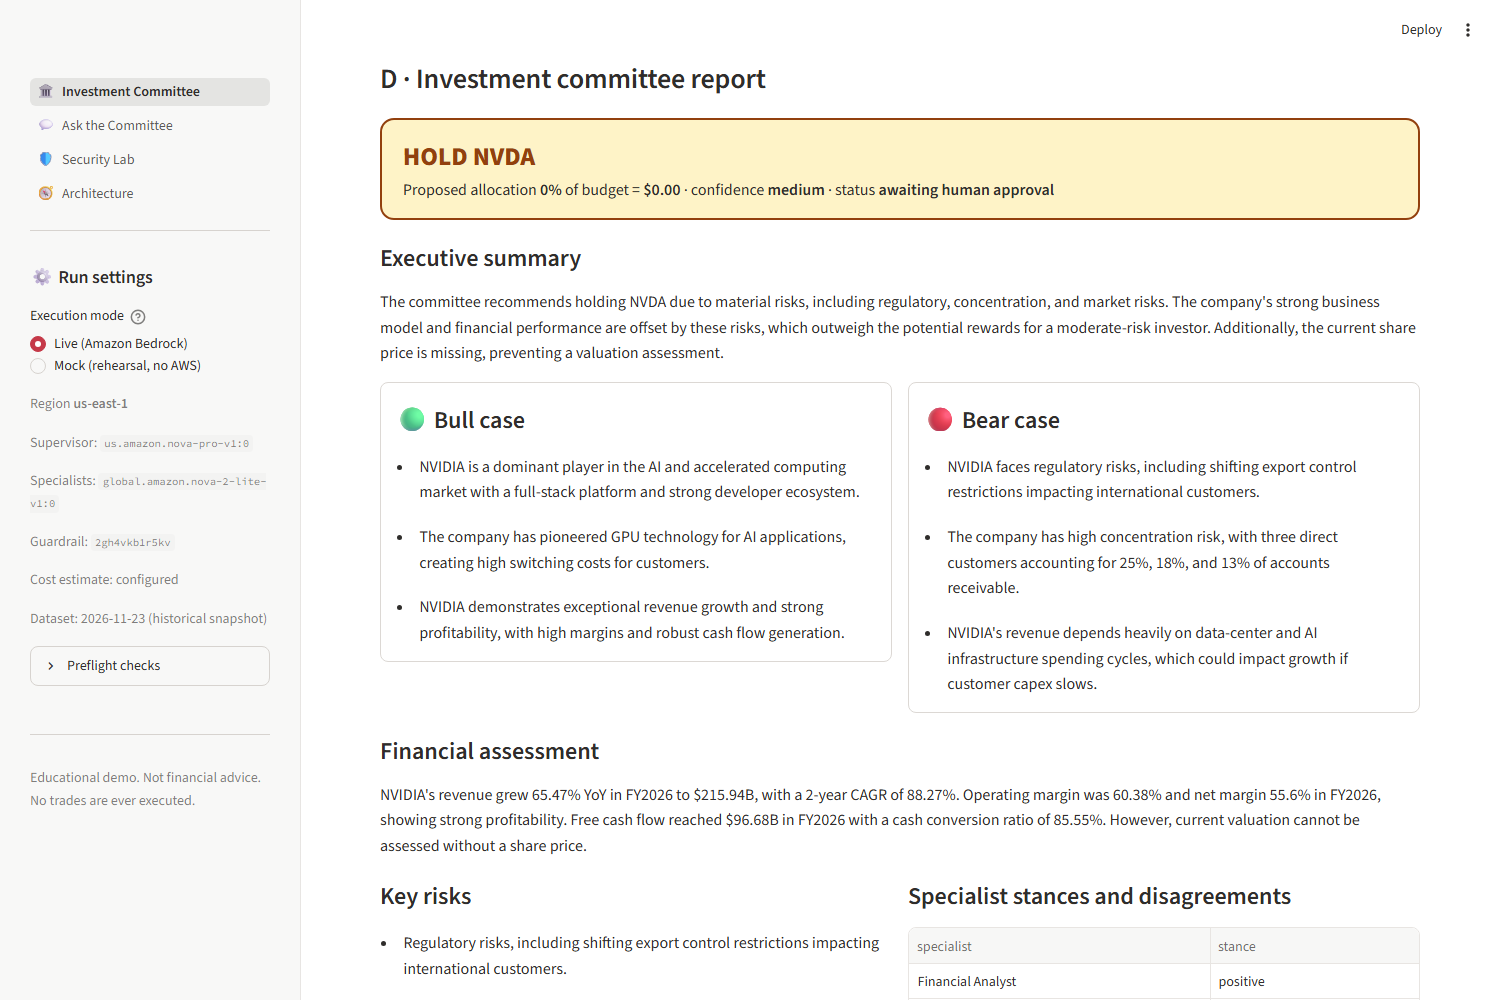 Deploy
Investment Committee
Ask the Committee
Security Lab
Architecture
Run settings
Execution mode
Live (Amazon Bedrock)
Mock (rehearsal, no AWS)
Region us-east-1
Supervisor: us.amazon.nova-pro-v1:0
Specialists: global.amazon.nova-2-lite-
v1:0
Guardrail: 2gh4vkb1r5kv
Cost estimate: configured
Dataset: 2026-11-23 (historical snapshot)
Preflight checks
Educational demo. Not financial advice.
No trades are ever executed.
D · Investment committee report
HOLD NVDA
Proposed allocation 0% of budget = $0.00 · confidence medium · status awaiting human approval
Executive summary
The committee recommends holding NVDA due to material risks, including regulatory, concentration, and market risks. The company's strong business
model and financial performance are offset by these risks, which outweigh the potential rewards for a moderate-risk investor. Additionally, the current share
price is missing, preventing a valuation assessment.
Bull case
• NVIDIA is a dominant player in the AI and accelerated computing
market with a full-stack platform and strong developer ecosystem.
• The company has pioneered GPU technology for AI applications,
creating high switching costs for customers.
• NVIDIA demonstrates exceptional revenue growth and strong
profitability, with high margins and robust cash flow generation.
Bear case
• NVIDIA faces regulatory risks, including shifting export control
restrictions impacting international customers.
• The company has high concentration risk, with three direct
customers accounting for 25%, 18%, and 13% of accounts
receivable.
• NVIDIA's revenue depends heavily on data-center and AI
infrastructure spending cycles, which could impact growth if
customer capex slows.
Financial assessment
NVIDIA's revenue grew 65.47% YoY in FY2026 to $215.94B, with a 2-year CAGR of 88.27%. Operating margin was 60.38% and net margin 55.6% in FY2026,
showing strong profitability. Free cash flow reached $96.68B in FY2026 with a cash conversion ratio of 85.55%. However, current valuation cannot be
assessed without a share price.
Key risks
• Regulatory risks, including shifting export control restrictions impacting
international customers.
Specialist stances and disagreements
specialist stance
Financial Analyst positive